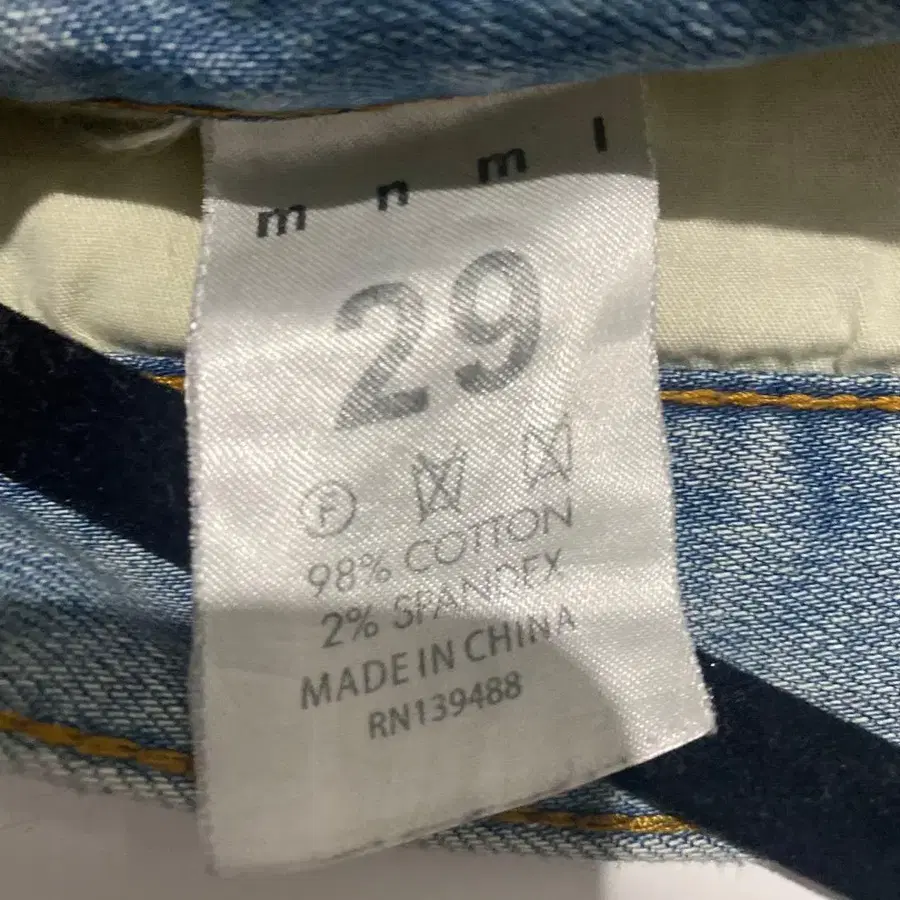 m n m l
29
F
98% COTTON
2% SPANDEX
MADE IN CHINA
RN139488